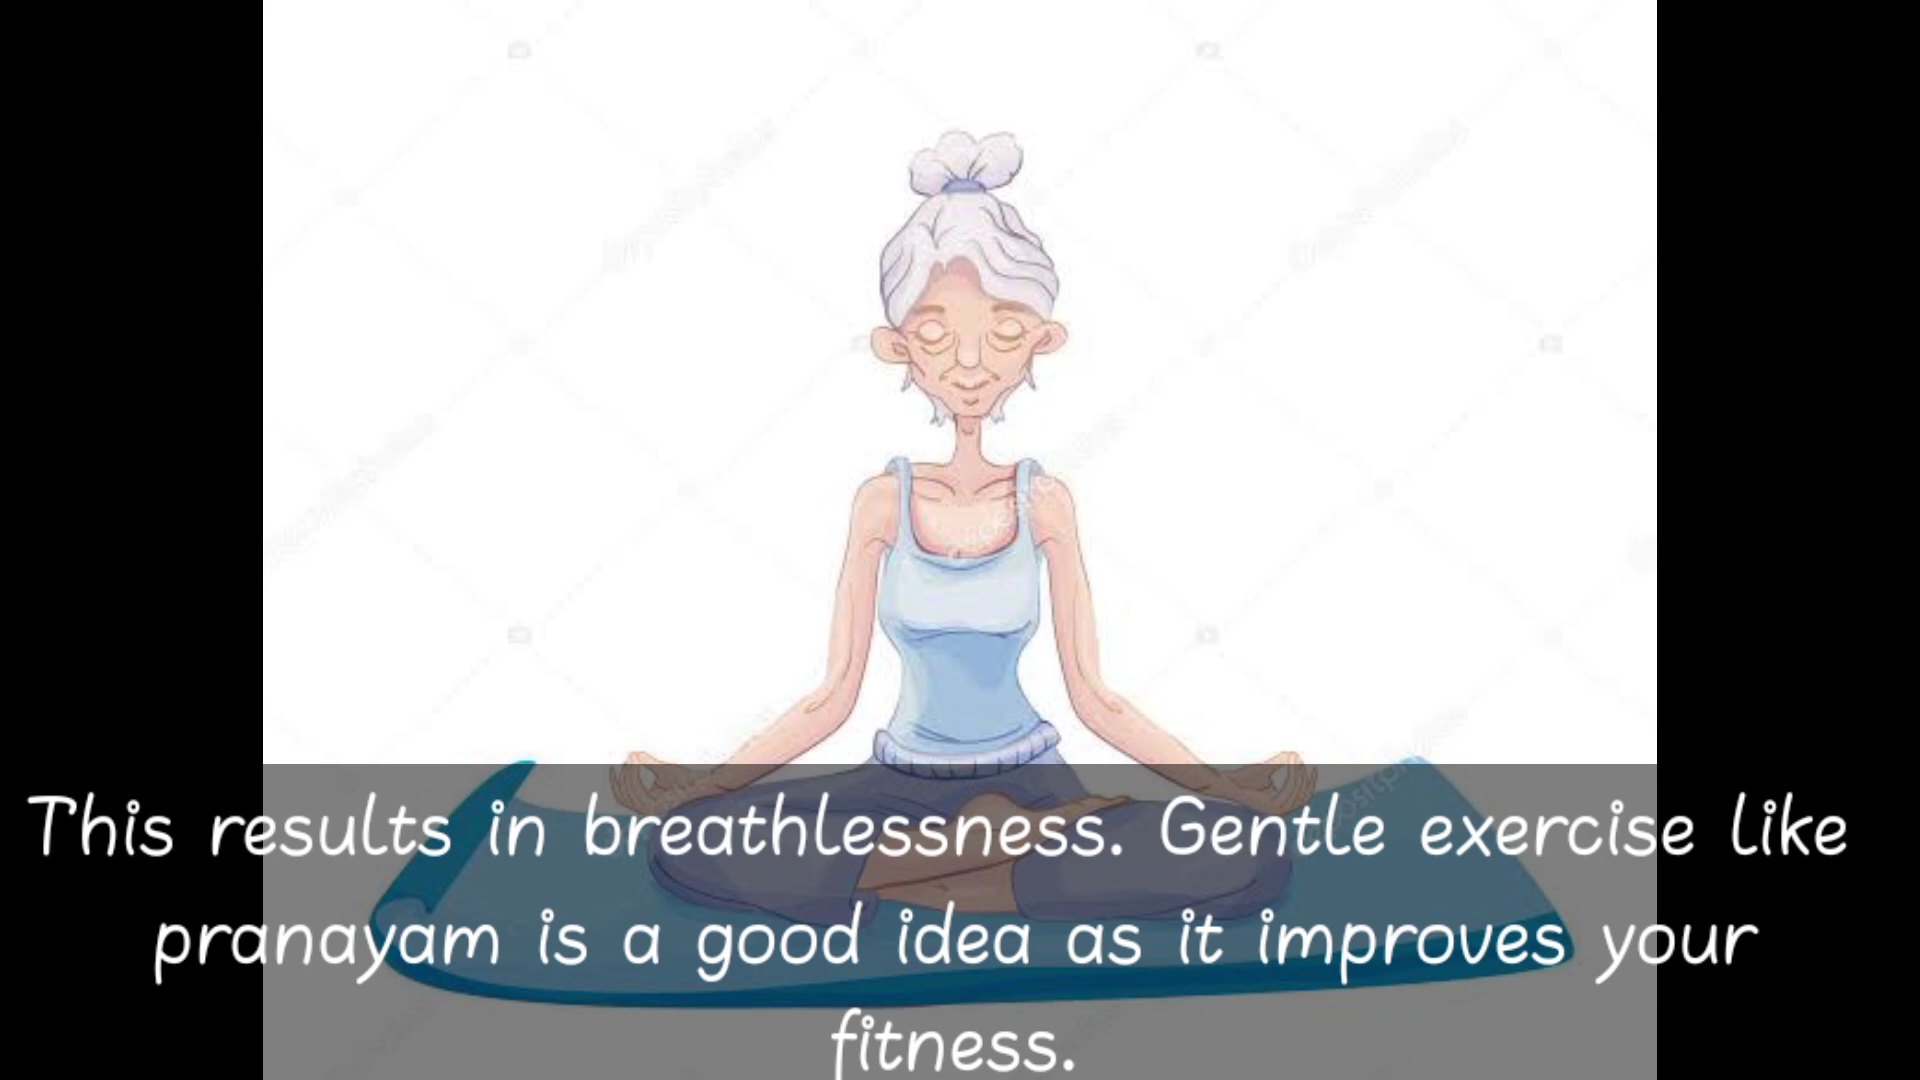 This results in breathlessness. Gentle exercise like
pranayam is a good idea as it improves your
fitness.